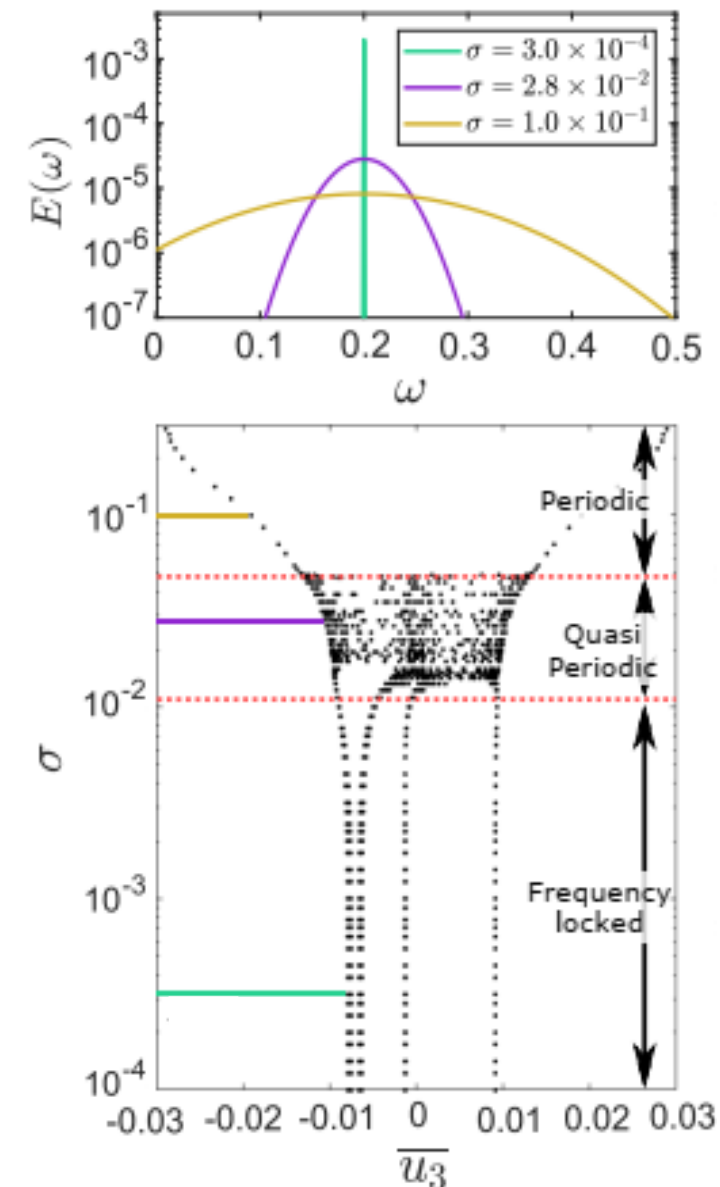 10⁻³
10⁻⁴
10⁻⁵
10⁻⁶
10⁻⁷
E(ω)
σ = 3.0 × 10⁻⁴
σ = 2.8 × 10⁻²
σ = 1.0 × 10⁻¹
0 0.1 0.2 0.3 0.4 0.5
ω
10⁻¹
10⁻²
10⁻³
10⁻⁴
σ
Periodic
Quasi
Periodic
Frequency
locked
-0.03 -0.02 -0.01 0 0.01 0.02 0.03
u̅₃